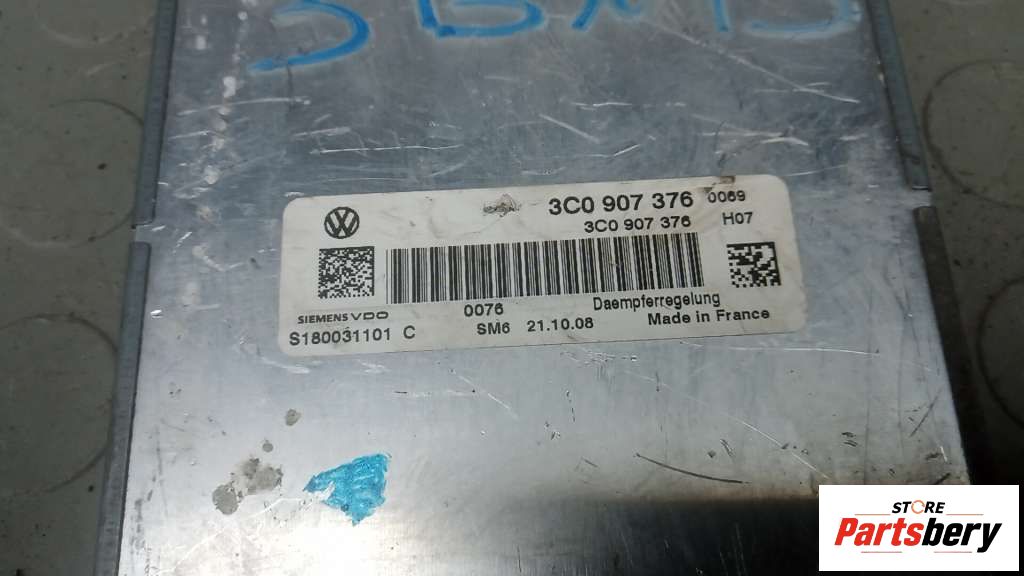 3C0 907 376 0069
3C0 907 376 H07
0076 Daempferregelung
SIEMENS VDO SM6 21.10.08 Made in France
S180031101 C
STORE
Partsbery